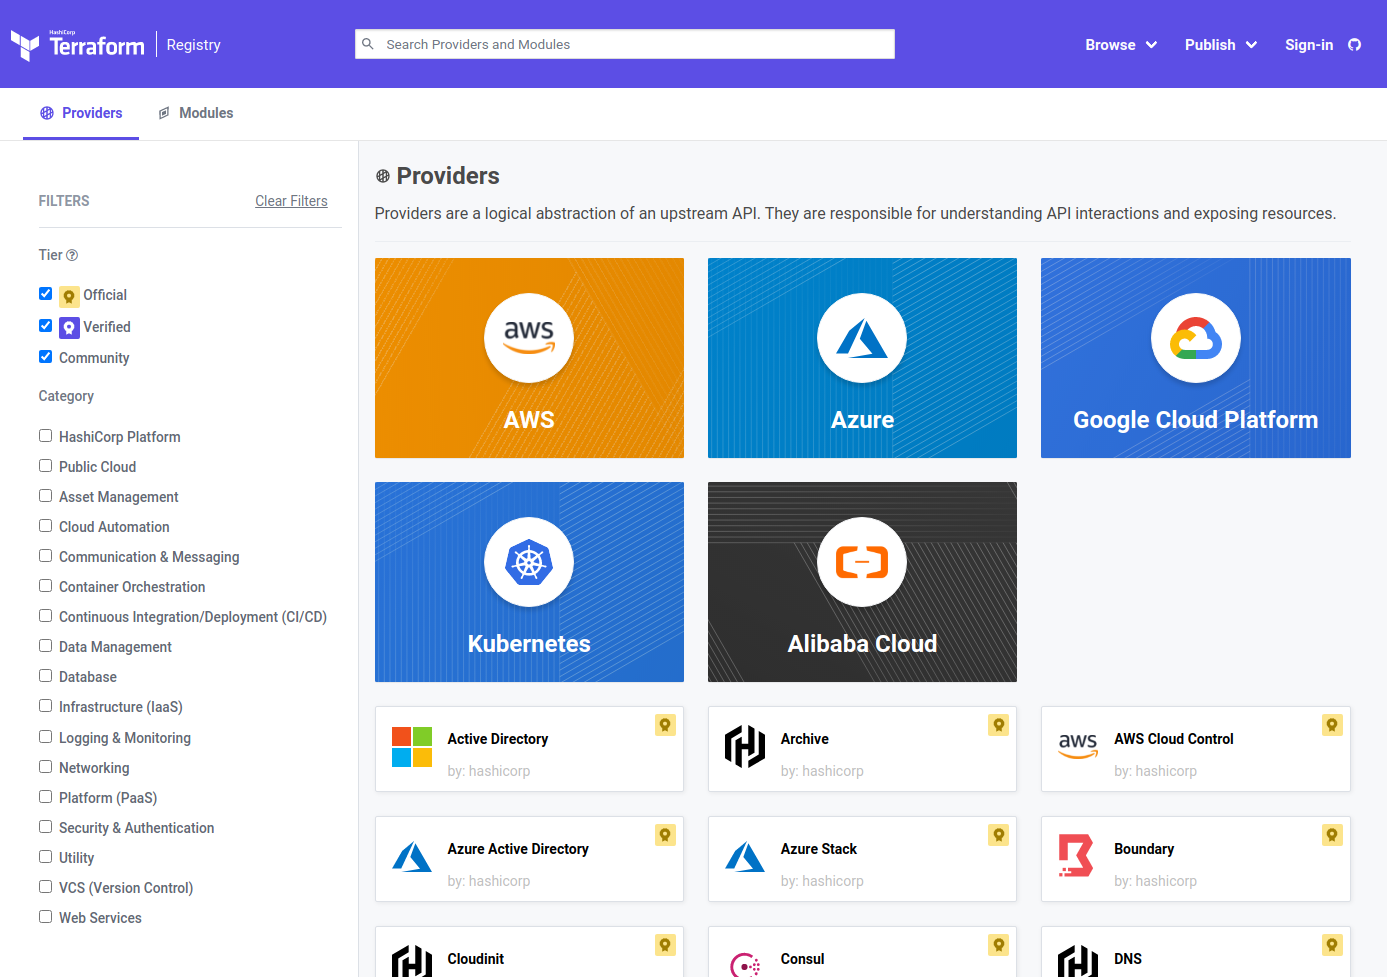 HashiCorp
Terraform
Registry
Search Providers and Modules
Browse
Publish
Sign-in
Providers
Modules
FILTERS
Clear Filters
Tier ?
Official
Verified
Community
Category
HashiCorp Platform
Public Cloud
Asset Management
Cloud Automation
Communication & Messaging
Container Orchestration
Continuous Integration/Deployment (CI/CD)
Data Management
Database
Infrastructure (IaaS)
Logging & Monitoring
Networking
Platform (PaaS)
Security & Authentication
Utility
VCS (Version Control)
Web Services
Providers
Providers are a logical abstraction of an upstream API. They are responsible for understanding API interactions and exposing resources.
aws
AWS
Azure
Google Cloud Platform
Kubernetes
Alibaba Cloud
Active Directory
by: hashicorp
Archive
by: hashicorp
aws
AWS Cloud Control
by: hashicorp
Azure Active Directory
by: hashicorp
Azure Stack
by: hashicorp
Boundary
by: hashicorp
Cloudinit
Consul
DNS